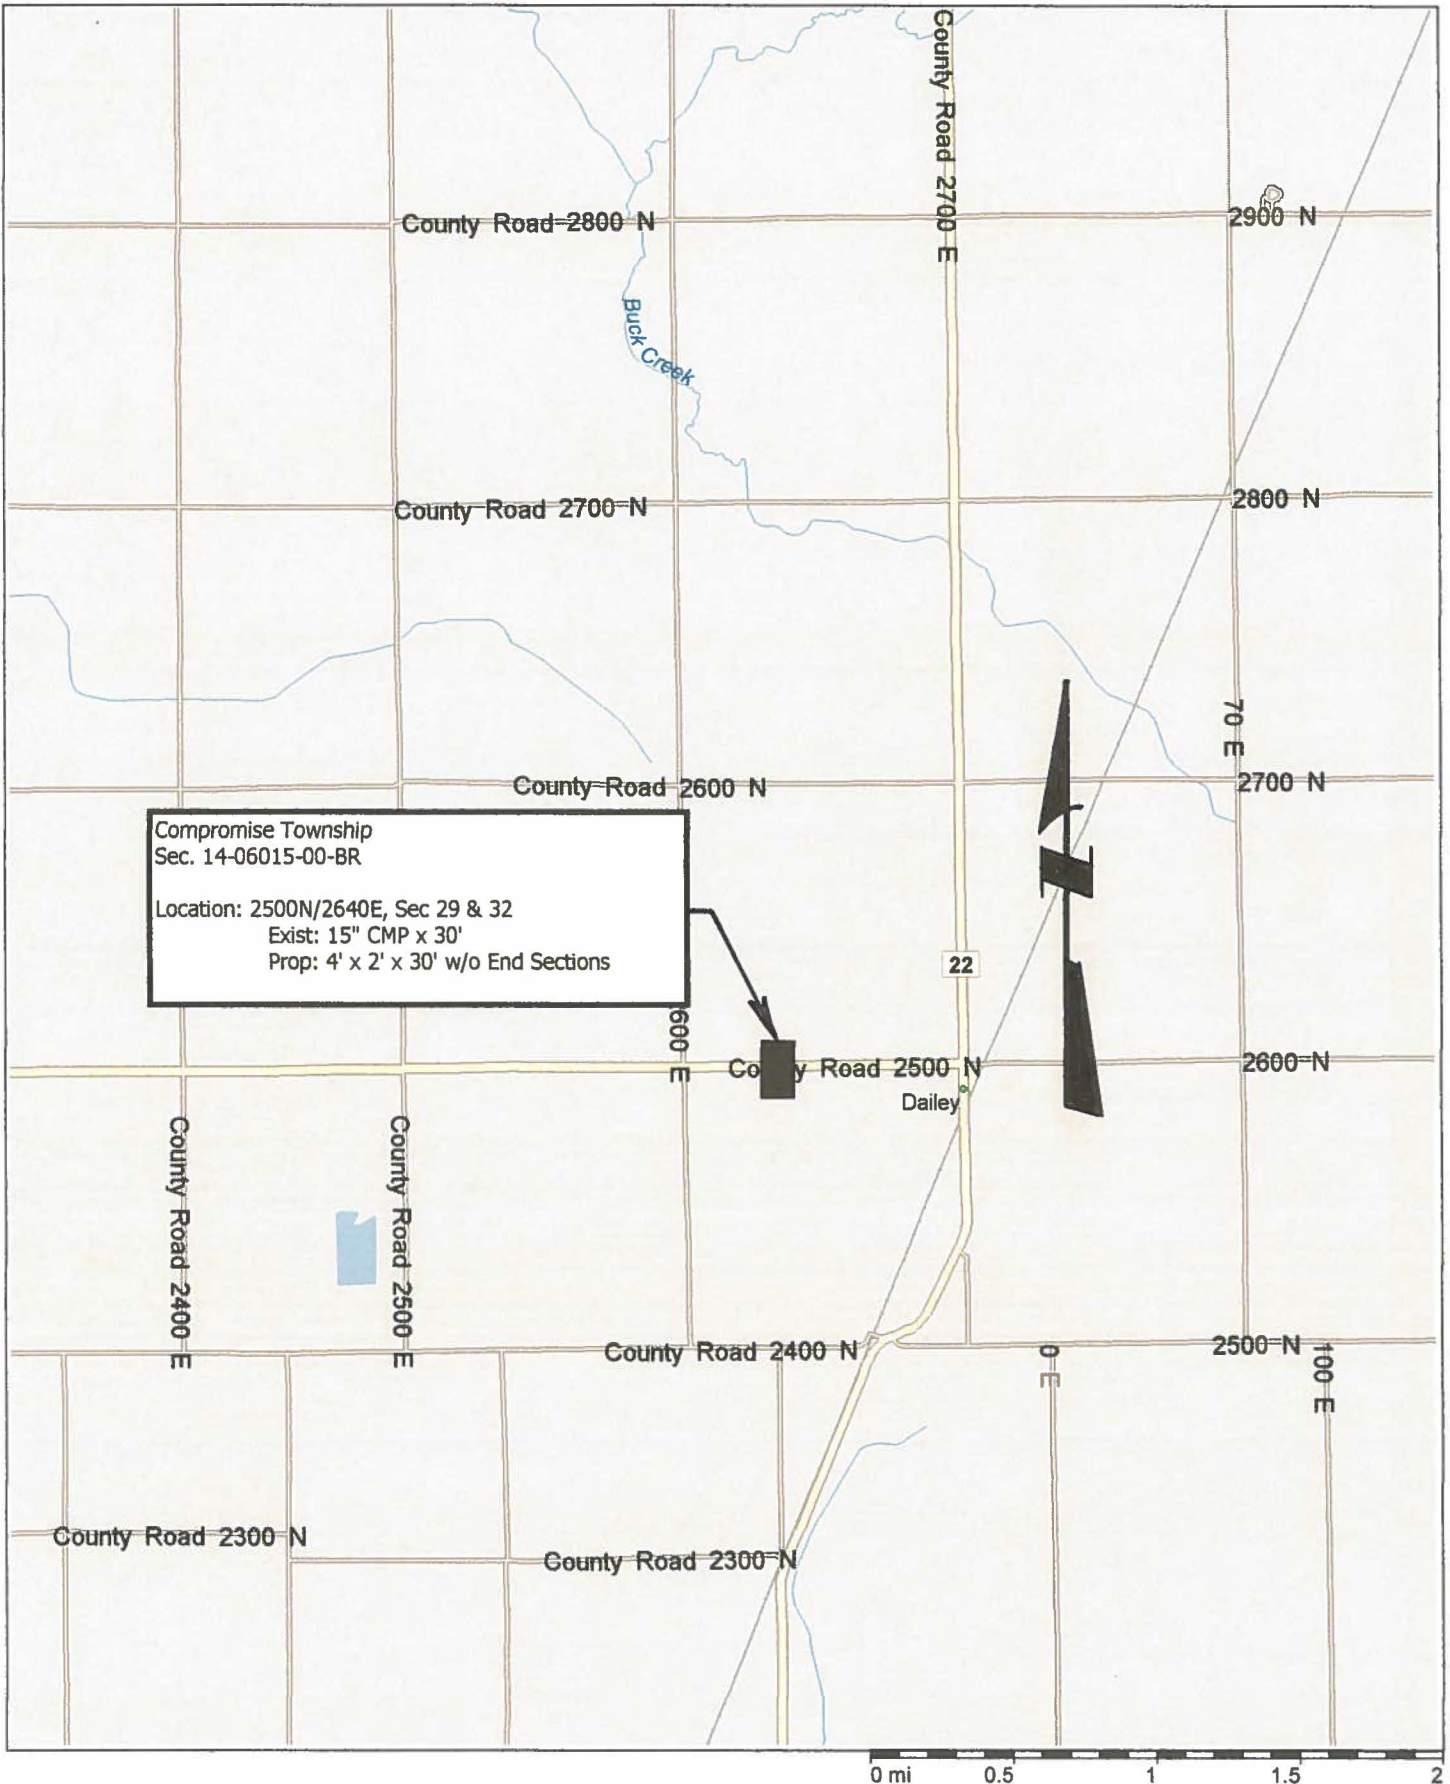 County Road 2700 E
County Road 2800 N
2900 N
Buck Creek
County Road 2700 N
2800 N
70 E
County Road 2600 N
2700 N
Compromise Township
Sec. 14-06015-00-BR
Location: 2500N/2640E, Sec 29 & 32
Exist: 15" CMP x 30'
Prop: 4' x 2' x 30' w/o End Sections
22
600 E
Co y Road 2500 N
2600 N
Dailey
County Road 2400 E
County Road 2500 E
County Road 2400 N
2500 N
0 E
100 E
County Road 2300 N
County Road 2300 N
0 mi 0.5 1 1.5 2